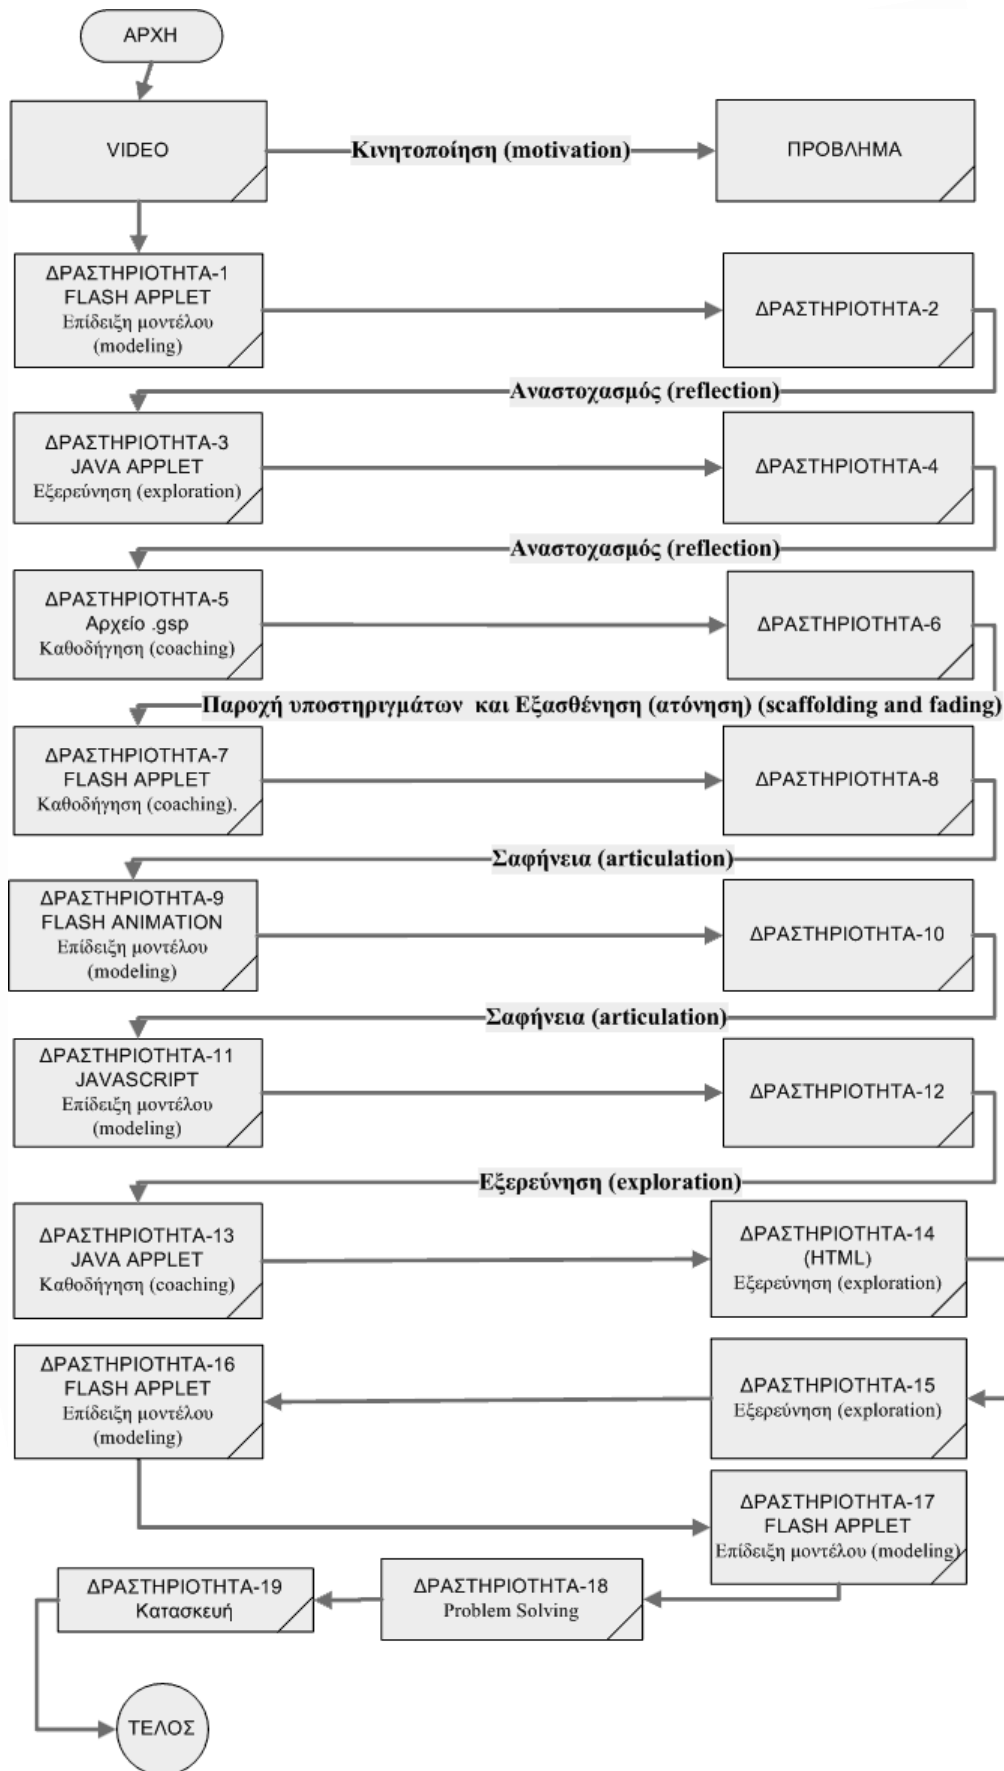 ΑΡΧΗ
VIDEO
Κινητοποίηση (motivation)
ΠΡΟΒΛΗΜΑ
ΔΡΑΣΤΗΡΙΟΤΗΤΑ-1
FLASH APPLET
Επίδειξη μοντέλου
(modeling)
ΔΡΑΣΤΗΡΙΟΤΗΤΑ-2
Αναστοχασμός (reflection)
ΔΡΑΣΤΗΡΙΟΤΗΤΑ-3
JAVA APPLET
Εξερεύνηση (exploration)
ΔΡΑΣΤΗΡΙΟΤΗΤΑ-4
Αναστοχασμός (reflection)
ΔΡΑΣΤΗΡΙΟΤΗΤΑ-5
Αρχείο .gsp
Καθοδήγηση (coaching)
ΔΡΑΣΤΗΡΙΟΤΗΤΑ-6
Παροχή υποστηριγμάτων και Εξασθένηση (ατόνηση) (scaffolding and fading)
ΔΡΑΣΤΗΡΙΟΤΗΤΑ-7
FLASH APPLET
Καθοδήγηση (coaching).
ΔΡΑΣΤΗΡΙΟΤΗΤΑ-8
Σαφήνεια (articulation)
ΔΡΑΣΤΗΡΙΟΤΗΤΑ-9
FLASH ANIMATION
Επίδειξη μοντέλου
(modeling)
ΔΡΑΣΤΗΡΙΟΤΗΤΑ-10
Σαφήνεια (articulation)
ΔΡΑΣΤΗΡΙΟΤΗΤΑ-11
JAVASCRIPT
Επίδειξη μοντέλου
(modeling)
ΔΡΑΣΤΗΡΙΟΤΗΤΑ-12
Εξερεύνηση (exploration)
ΔΡΑΣΤΗΡΙΟΤΗΤΑ-13
JAVA APPLET
Καθοδήγηση (coaching)
ΔΡΑΣΤΗΡΙΟΤΗΤΑ-14
(HTML)
Εξερεύνηση (exploration)
ΔΡΑΣΤΗΡΙΟΤΗΤΑ-16
FLASH APPLET
Επίδειξη μοντέλου
(modeling)
ΔΡΑΣΤΗΡΙΟΤΗΤΑ-15
Εξερεύνηση (exploration)
ΔΡΑΣΤΗΡΙΟΤΗΤΑ-17
FLASH APPLET
Επίδειξη μοντέλου (modeling)
ΔΡΑΣΤΗΡΙΟΤΗΤΑ-19
Κατασκευή
ΔΡΑΣΤΗΡΙΟΤΗΤΑ-18
Problem Solving
ΤΕΛΟΣ